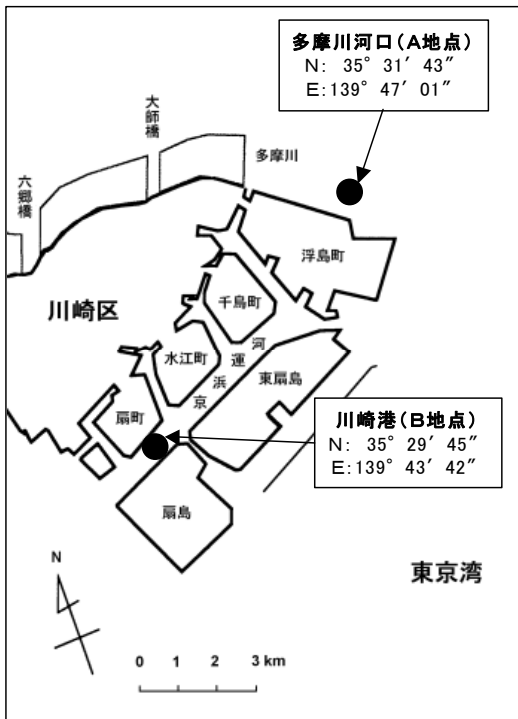 多摩川河口(A地点)
N: 35° 31′ 43″
E:139° 47′ 01″
大師橋
多摩川
六郷橋
浮島町
千鳥町
川崎区
水江町
京浜運河
東扇島
扇町
川崎港(B地点)
N: 35° 29′ 45″
E:139° 43′ 42″
扇島
東京湾
N
0 1 2 3 km